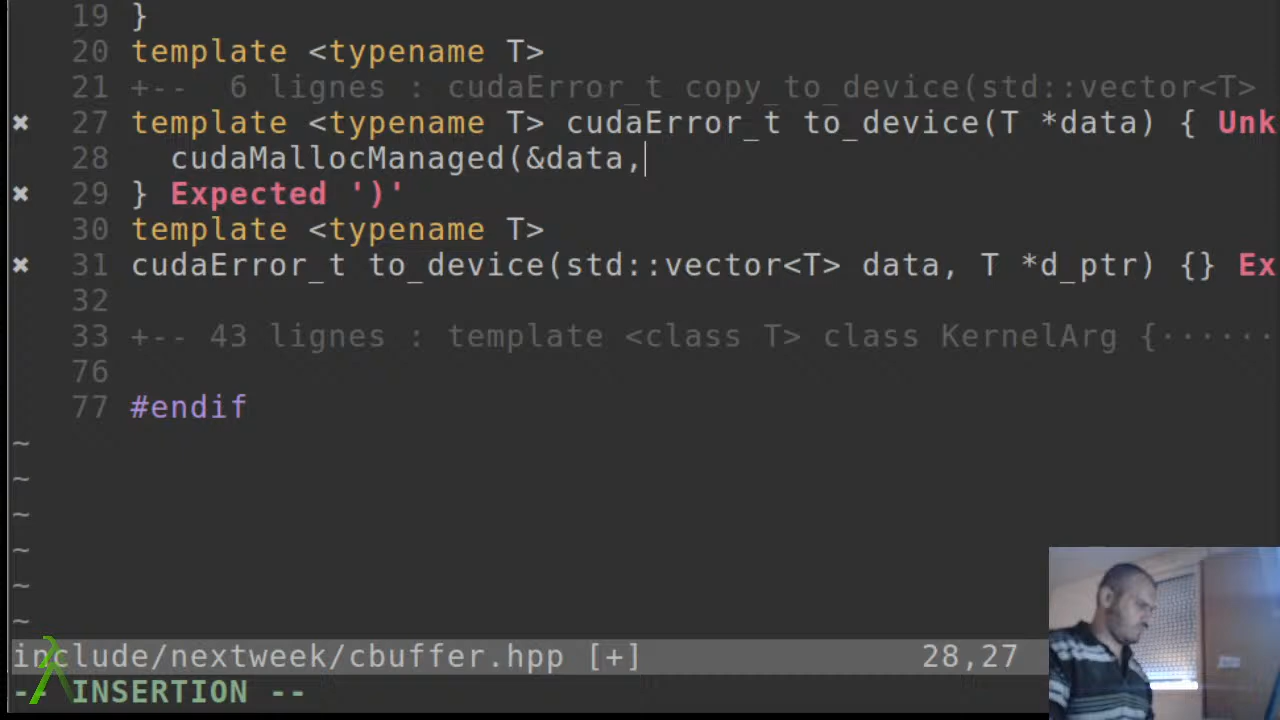 19 }
20 template <typename T>
21 +--  6 lignes : cudaError_t copy_to_device(std::vector<T>
✖ 27 template <typename T> cudaError_t to_device(T *data) { Unk
28   cudaMallocManaged(&data,
✖ 29 } Expected ')'
30 template <typename T>
✖ 31 cudaError_t to_device(std::vector<T> data, T *d_ptr) {} Ex
32
33 +-- 43 lignes : template <class T> class KernelArg {······
76
77 #endif
~
~
~
~
~
~
include/nextweek/cbuffer.hpp [+] 28,27
-- INSERTION --